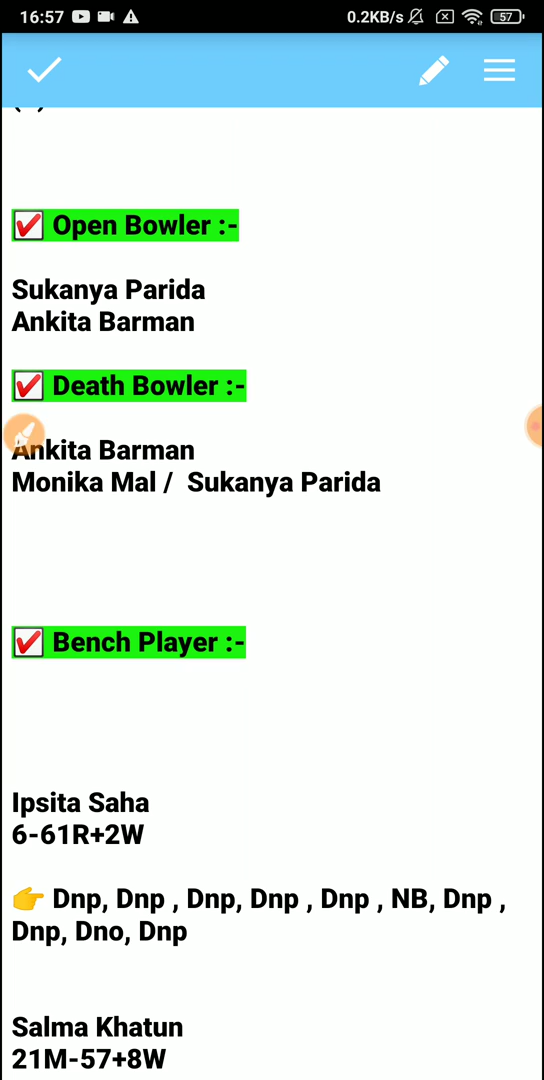 16:57 0.2KB/s 57
✅ Open Bowler :-
Sukanya Parida
Ankita Barman
✅ Death Bowler :-
Ankita Barman
Monika Mal / Sukanya Parida
✅ Bench Player :-
Ipsita Saha
6-61R+2W
👉 Dnp, Dnp , Dnp, Dnp , Dnp , NB, Dnp ,
Dnp, Dno, Dnp
Salma Khatun
21M-57+8W